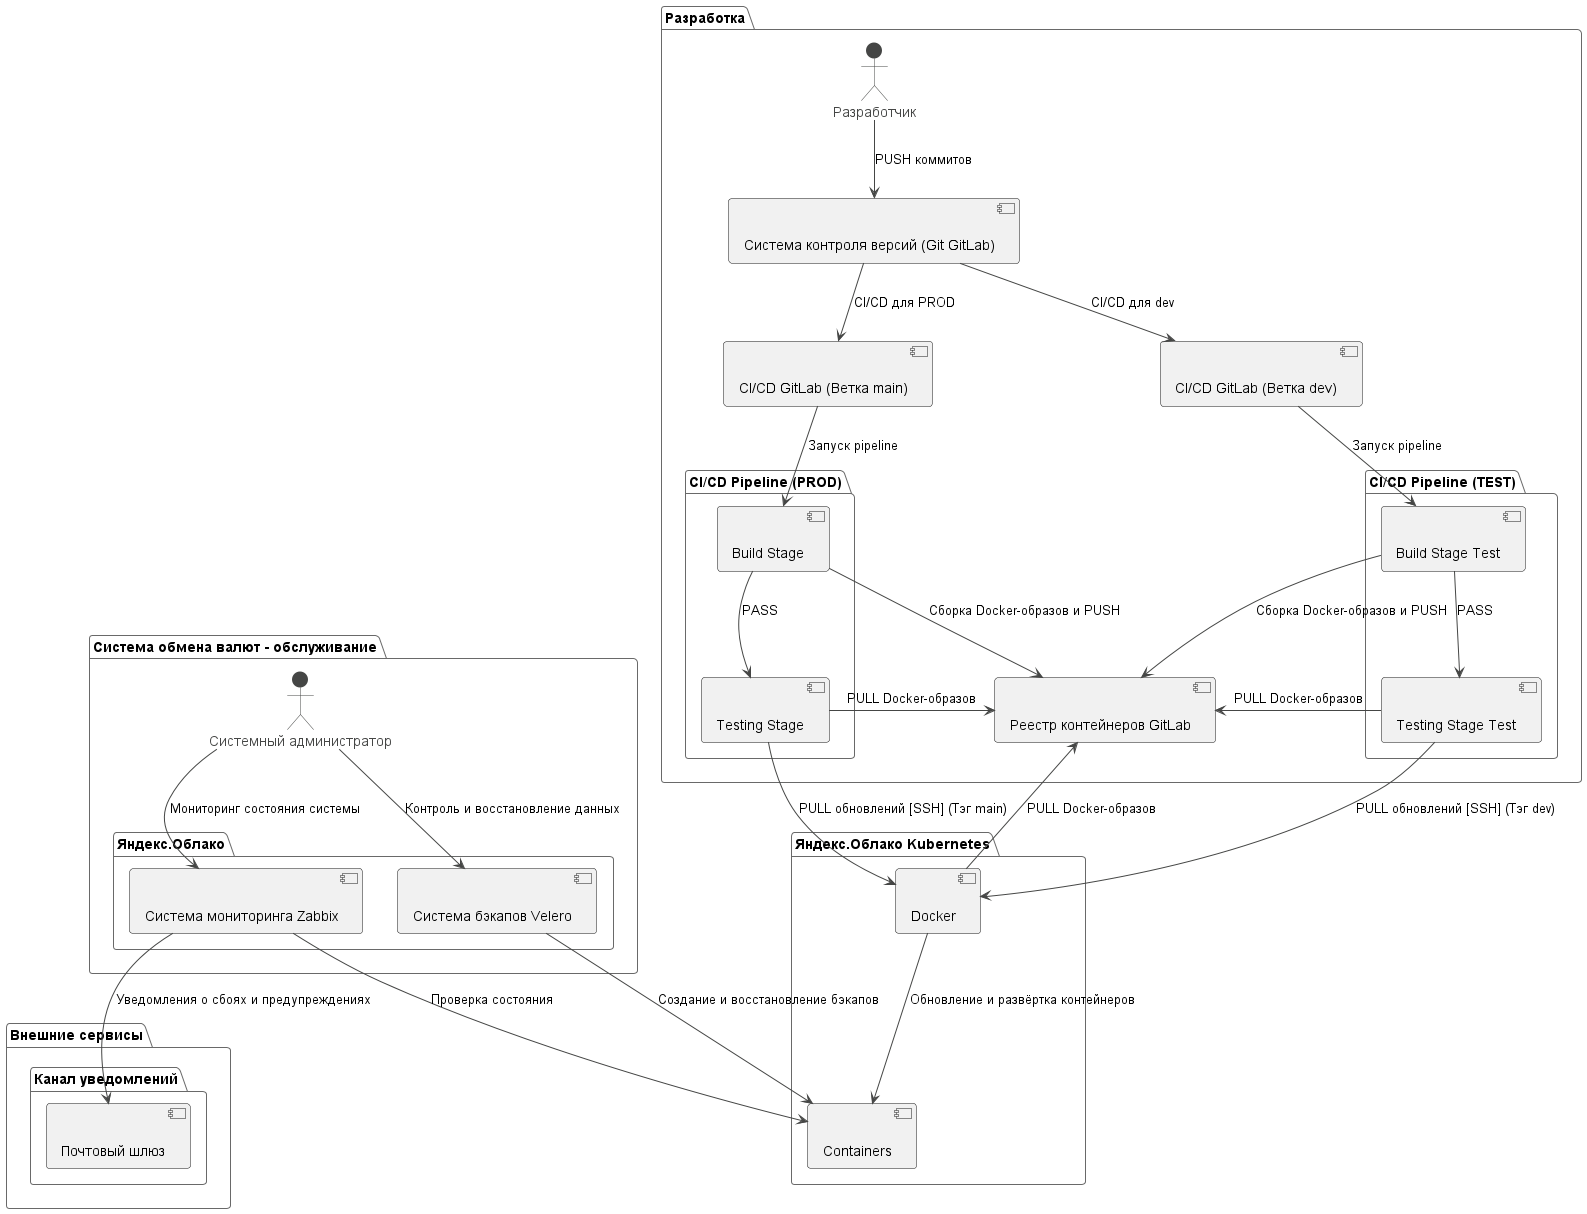 Разработка
Разработчик
PUSH коммитов
Система контроля версий (Git GitLab)
CI/CD для PROD
CI/CD для dev
CI/CD GitLab (Ветка main)
CI/CD GitLab (Ветка dev)
Запуск pipeline
Запуск pipeline
CI/CD Pipeline (PROD)
CI/CD Pipeline (TEST)
Build Stage
Build Stage Test
PASS
Сборка Docker-образов и PUSH
Сборка Docker-образов и PUSH
PASS
Система обмена валют - обслуживание
Системный администратор
Testing Stage
PULL Docker-образов
Реестр контейнеров GitLab
PULL Docker-образов
Testing Stage Test
Мониторинг состояния системы
Контроль и восстановление данных
PULL обновлений [SSH] (Тэг main)
PULL Docker-образов
PULL обновлений [SSH] (Тэг dev)
Яндекс.Облако
Яндекс.Облако Kubernetes
Система мониторинга Zabbix
Система бэкапов Velero
Docker
Уведомления о сбоях и предупреждениях
Проверка состояния
Создание и восстановление бэкапов
Обновление и развёртка контейнеров
Внешние сервисы
Канал уведомлений
Почтовый шлюз
Containers